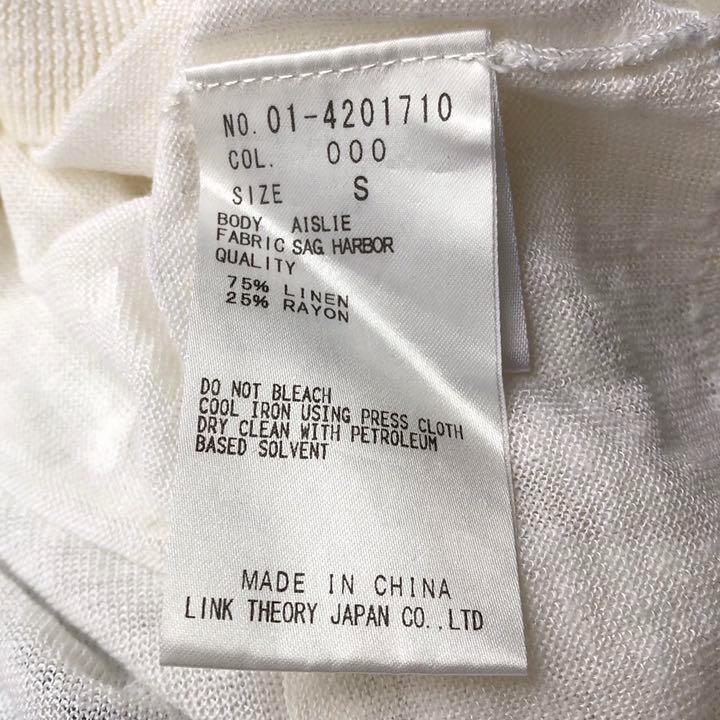 NO. 01-4201710
COL. 000
SIZE S
BODY AISLIE
FABRIC SAG HARBOR
QUALITY
75% LINEN
25% RAYON
DO NOT BLEACH
COOL IRON USING PRESS CLOTH
DRY CLEAN WITH PETROLEUM
BASED SOLVENT
MADE IN CHINA
LINK THEORY JAPAN CO.,LTD